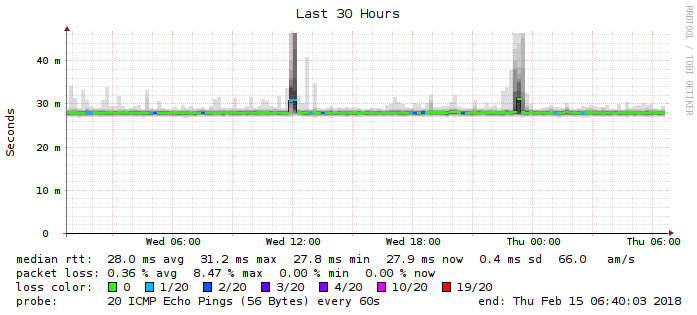 Last 30 Hours
RRDTOOL / TOBI OETIKER
Seconds
40 m
30 m
20 m
10 m
0
Wed 06:00 Wed 12:00 Wed 18:00 Thu 00:00 Thu 06:00
median rtt: 28.0 ms avg 31.2 ms max 27.8 ms min 27.9 ms now 0.4 ms sd 66.0 am/s
packet loss: 0.36 % avg 8.47 % max 0.00 % min 0.00 % now
loss color: 0 1/20 2/20 3/20 4/20 10/20 19/20
probe: 20 ICMP Echo Pings (56 Bytes) every 60s end: Thu Feb 15 06:40:03 2018